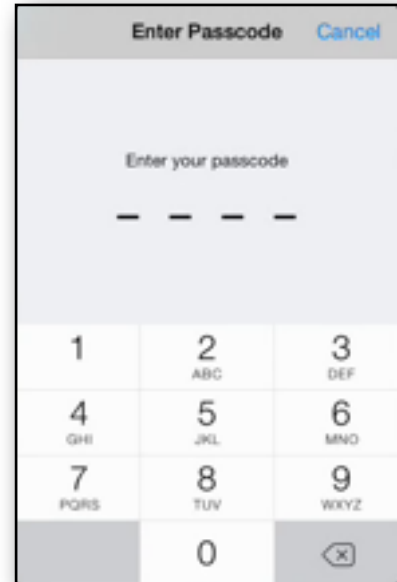 Enter Passcode Cancel
Enter your passcode
1 2 3
ABC DEF
4 5 6
GHI JKL MNO
7 8 9
PQRS TUV WXYZ
0